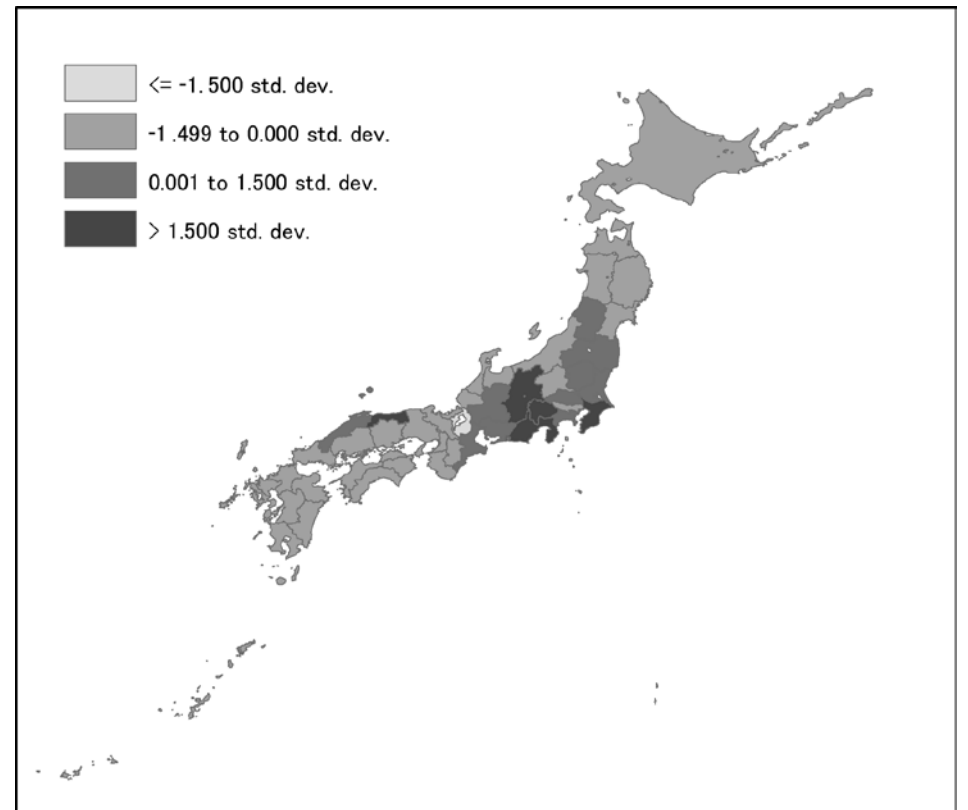 <= -1.500 std. dev.
-1.499 to 0.000 std. dev.
0.001 to 1.500 std. dev.
> 1.500 std. dev.